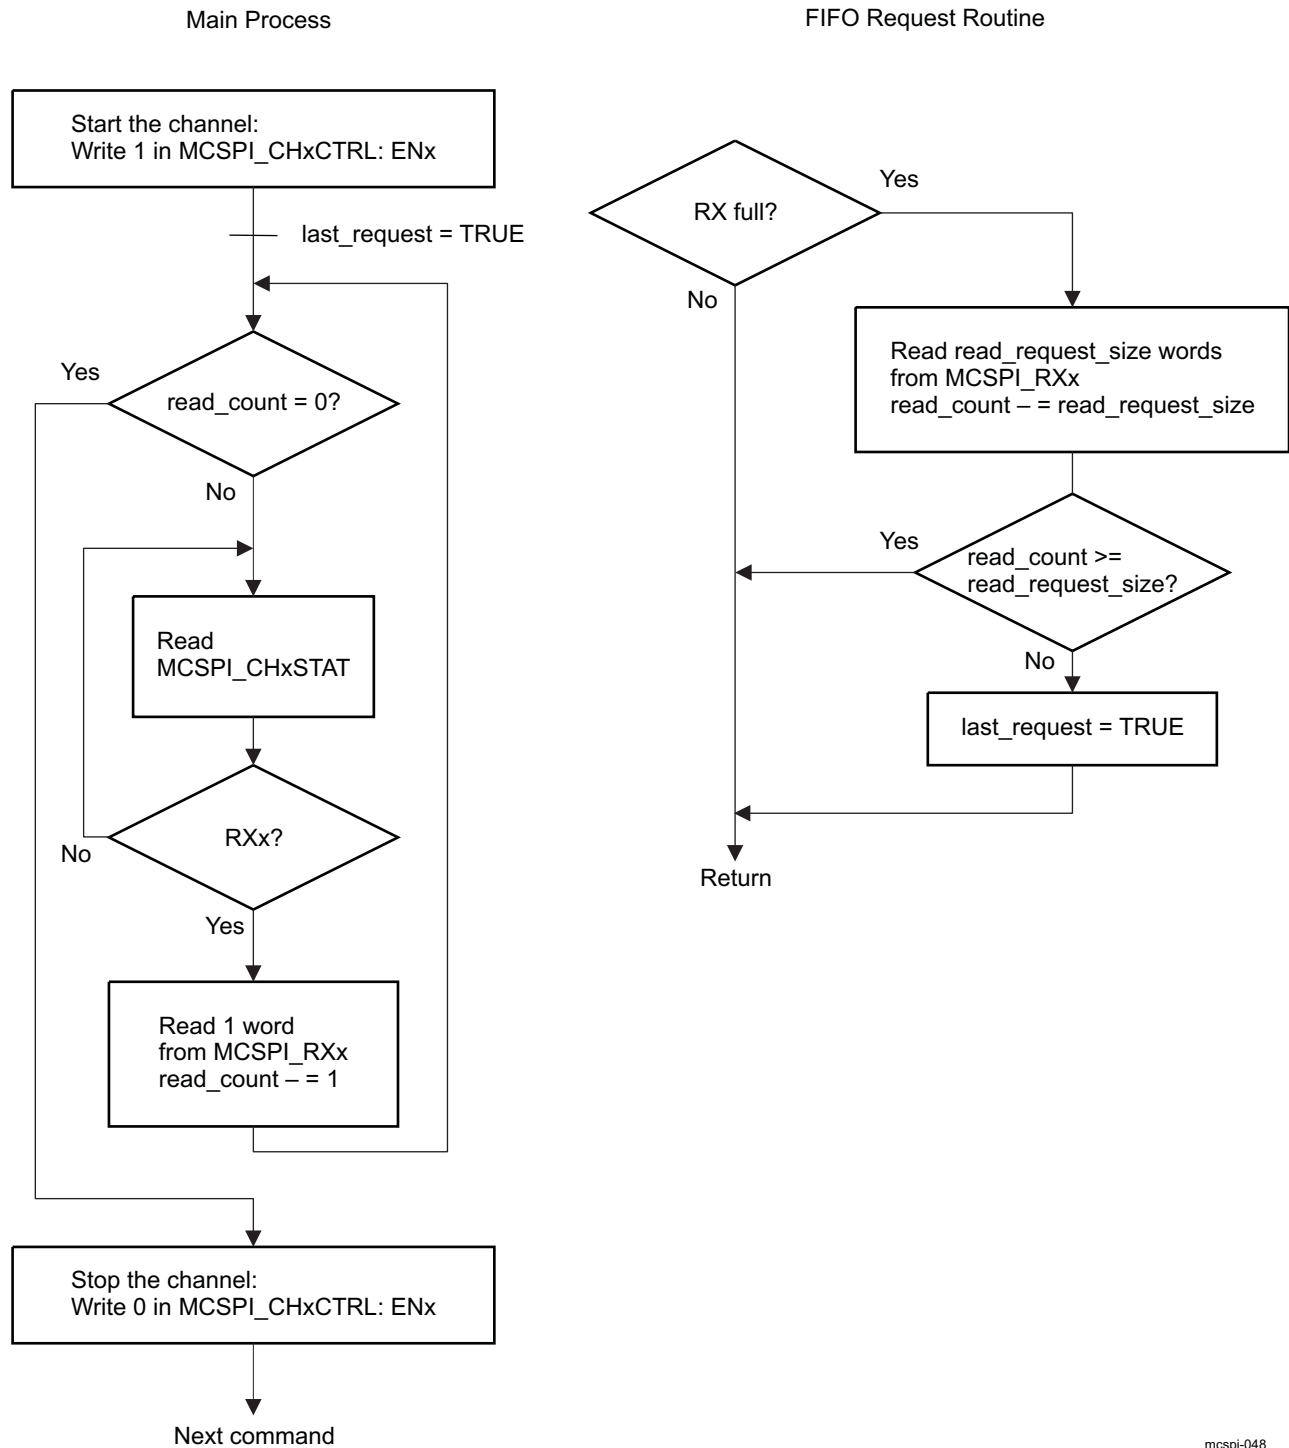 Main Process
Start the channel:
Write 1 in MCSPI_CHxCTRL: ENx
last_request = TRUE
Yes
read_count = 0?
No
Read
MCSPI_CHxSTAT
RXx?
No
Yes
Read 1 word
from MCSPI_RXx
read_count – = 1
Stop the channel:
Write 0 in MCSPI_CHxCTRL: ENx
Next command
FIFO Request Routine
Yes
RX full?
No
Read read_request_size words
from MCSPI_RXx
read_count – = read_request_size
Yes
read_count >=
read_request_size?
No
last_request = TRUE
Return
mcspi-048